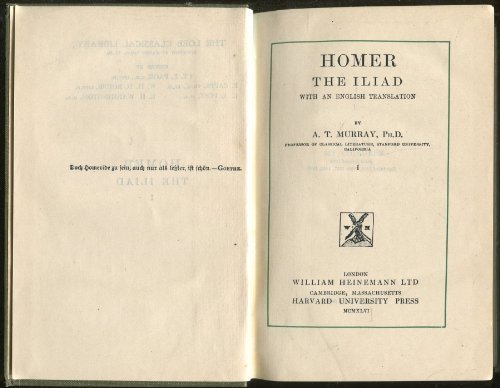 Doch Homeride zu sein, auch nur als letzter, ist schön.—GOETHE.
HOMER
THE ILIAD
WITH AN ENGLISH TRANSLATION
BY
A. T. MURRAY, PH.D.
PROFESSOR OF CLASSICAL LITERATURE, STANFORD UNIVERSITY,
CALIFORNIA
I
W H
LONDON
WILLIAM HEINEMANN LTD
CAMBRIDGE, MASSACHUSETTS
HARVARD UNIVERSITY PRESS
MCMXLVI